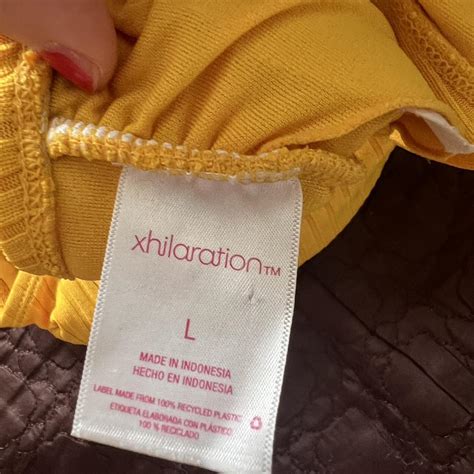 xhilaration™
L
MADE IN INDONESIA
HECHO EN INDONESIA
LABEL MADE FROM 100% RECYCLED PLASTIC
ETIQUETA ELABORADA CON PLÁSTICO
100 % RECICLADO